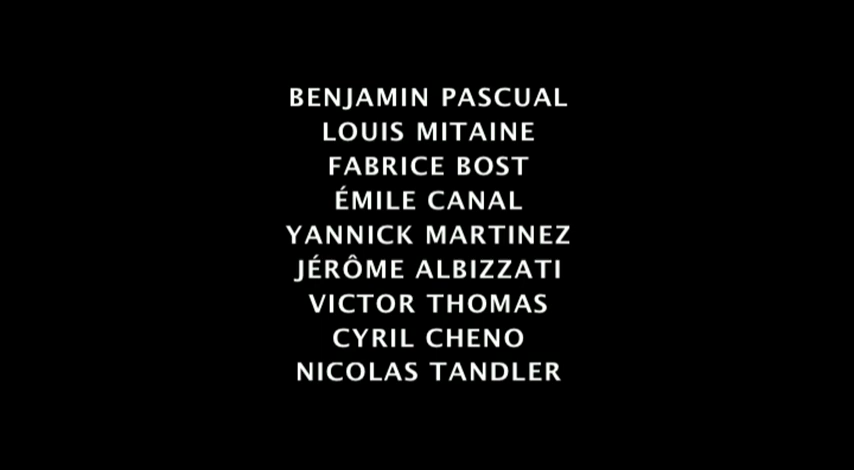 BENJAMIN PASCUAL
LOUIS MITAINE
FABRICE BOST
ÉMILE CANAL
YANNICK MARTINEZ
JÉRÔME ALBIZZATI
VICTOR THOMAS
CYRIL CHENO
NICOLAS TANDLER